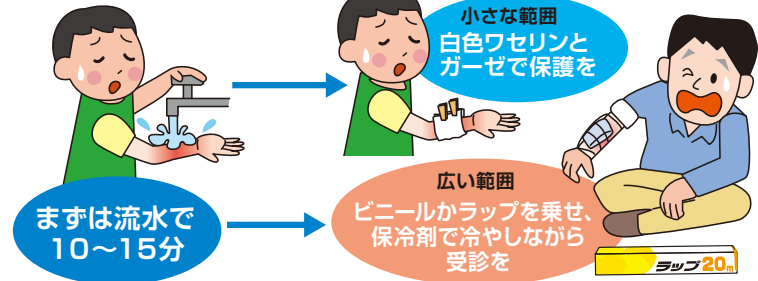 まずは流水で
10〜15分
小さな範囲
白色ワセリンと
ガーゼで保護を
広い範囲
ビニールかラップを乗せ、
保冷剤で冷やしながら
受診を
ラップ20m